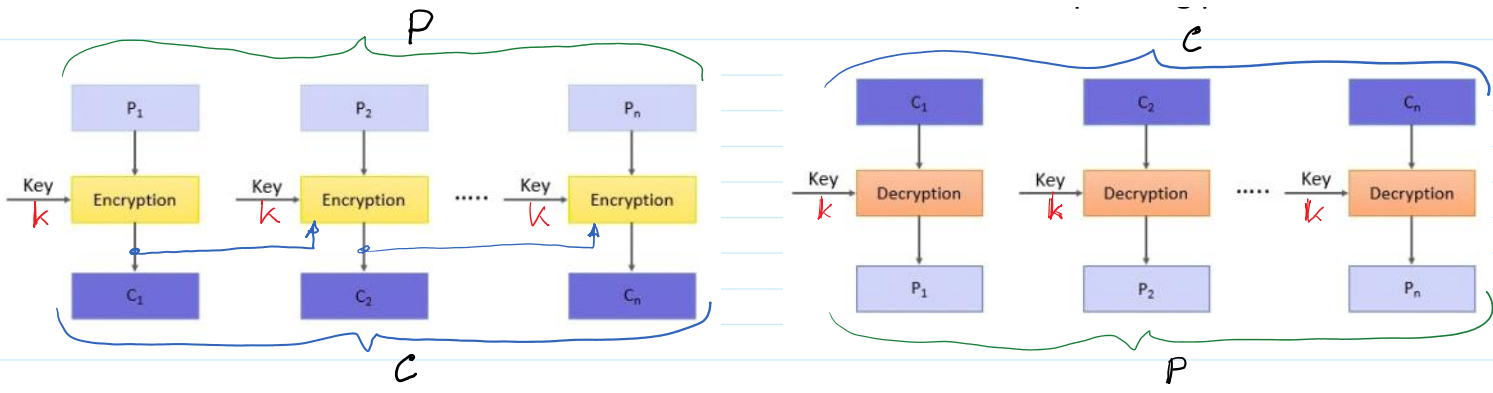 P
P1 P2 Pn
Key Encryption Key Encryption ..... Key Encryption
k k k
C1 C2 Cn
C
C
C1 C2 Cn
Key Decryption Key Decryption ..... Key Decryption
k k k
P1 P2 Pn
P